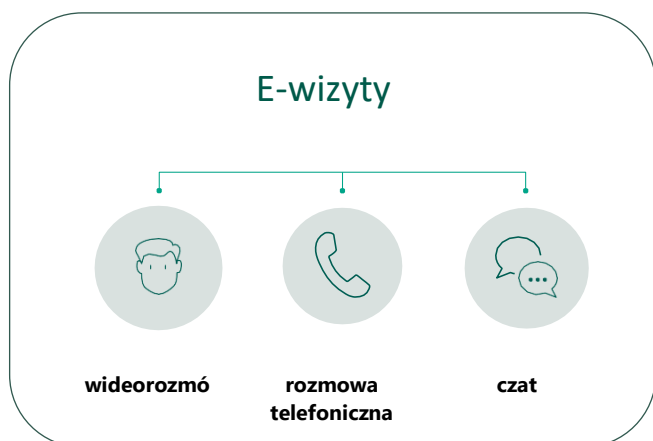 E-wizyty
wideorozmó
rozmowa
telefoniczna
czat